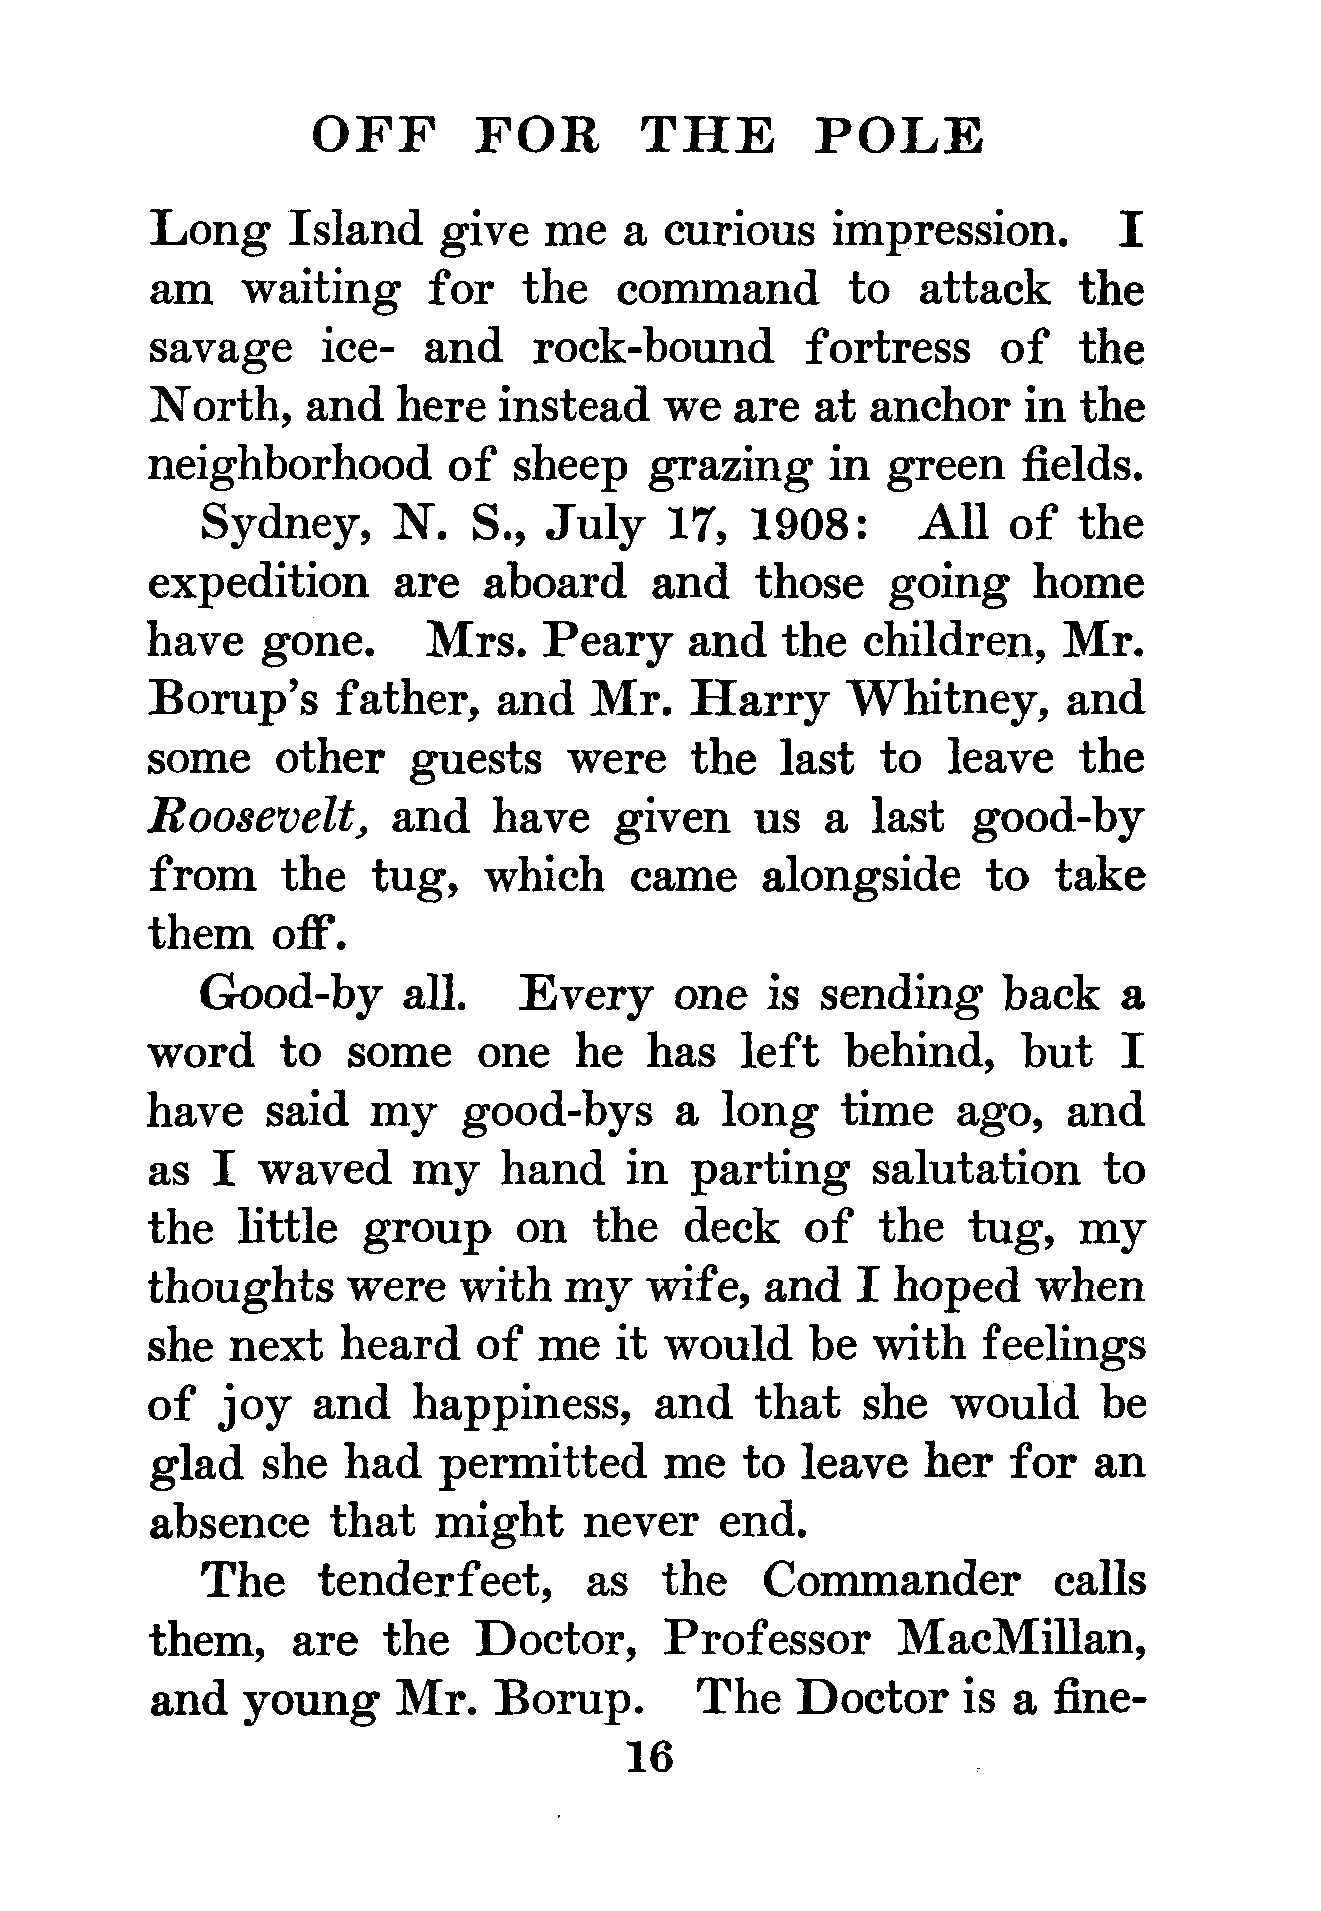 OFF FOR THE POLE
Long Island give me a curious impression. I
am waiting for the command to attack the
savage ice- and rock-bound fortress of the
North, and here instead we are at anchor in the
neighborhood of sheep grazing in green fields.
Sydney, N. S., July 17, 1908: All of the
expedition are aboard and those going home
have gone. Mrs. Peary and the children, Mr.
Borup's father, and Mr. Harry Whitney, and
some other guests were the last to leave the
Roosevelt, and have given us a last good-by
from the tug, which came alongside to take
them off.
Good-by all. Every one is sending back a
word to some one he has left behind, but I
have said my good-bys a long time ago, and
as I waved my hand in parting salutation to
the little group on the deck of the tug, my
thoughts were with my wife, and I hoped when
she next heard of me it would be with feelings
of joy and happiness, and that she would be
glad she had permitted me to leave her for an
absence that might never end.
The tenderfeet, as the Commander calls
them, are the Doctor, Professor MacMillan,
and young Mr. Borup. The Doctor is a fine-
16